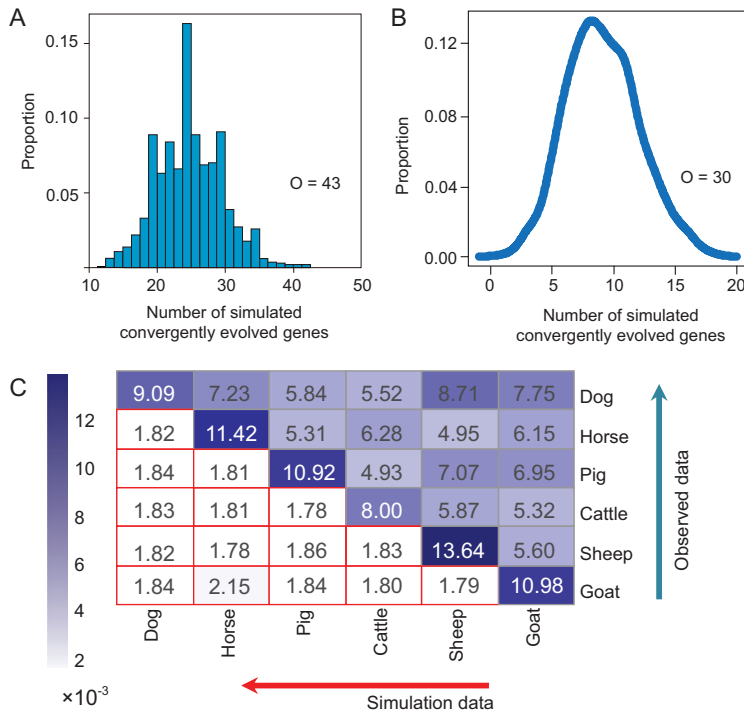 A
0.15
0.10
0.05
Proportion
O = 43
10 20 30 40 50
Number of simulated
convergently evolved genes
B
0.12
0.08
0.04
0.00
Proportion
O = 30
0 5 10 15 20
Number of simulated
convergently evolved genes
C
12
10
8
6
4
2
×10⁻³
9.09 7.23 5.84 5.52 8.71 7.75 Dog
1.82 11.42 5.31 6.28 4.95 6.15 Horse
1.84 1.81 10.92 4.93 7.07 6.95 Pig
1.83 1.81 1.78 8.00 5.87 5.32 Cattle
1.82 1.78 1.86 1.83 13.64 5.60 Sheep
1.84 2.15 1.84 1.80 1.79 10.98 Goat
Dog Horse Pig Cattle Sheep Goat
Observed data
Simulation data